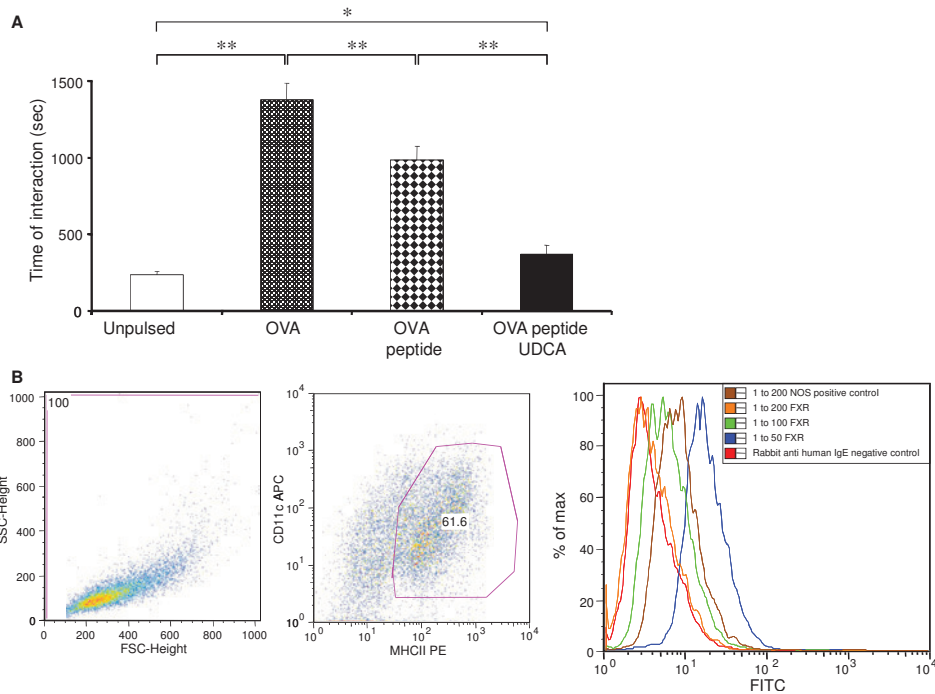 A
*
** ** **
Time of interaction (sec)
1500
1000
500
0
Unpulsed OVA OVA peptide OVA peptide UDCA
B
SSC-Height
1000
800
600
400
200
0
100
0 200 400 600 800 1000
FSC-Height
CD11c APC
10^4
10^3
10^2
10^1
10^0
61.6
10^0 10^1 10^2 10^3 10^4
MHCII PE
% of max
100
80
60
40
20
0
1 to 200 NOS positive control
1 to 200 FXR
1 to 100 FXR
1 to 50 FXR
Rabbit anti human IgE negative control
10^0 10^1 10^2 10^3 10^4
FITC